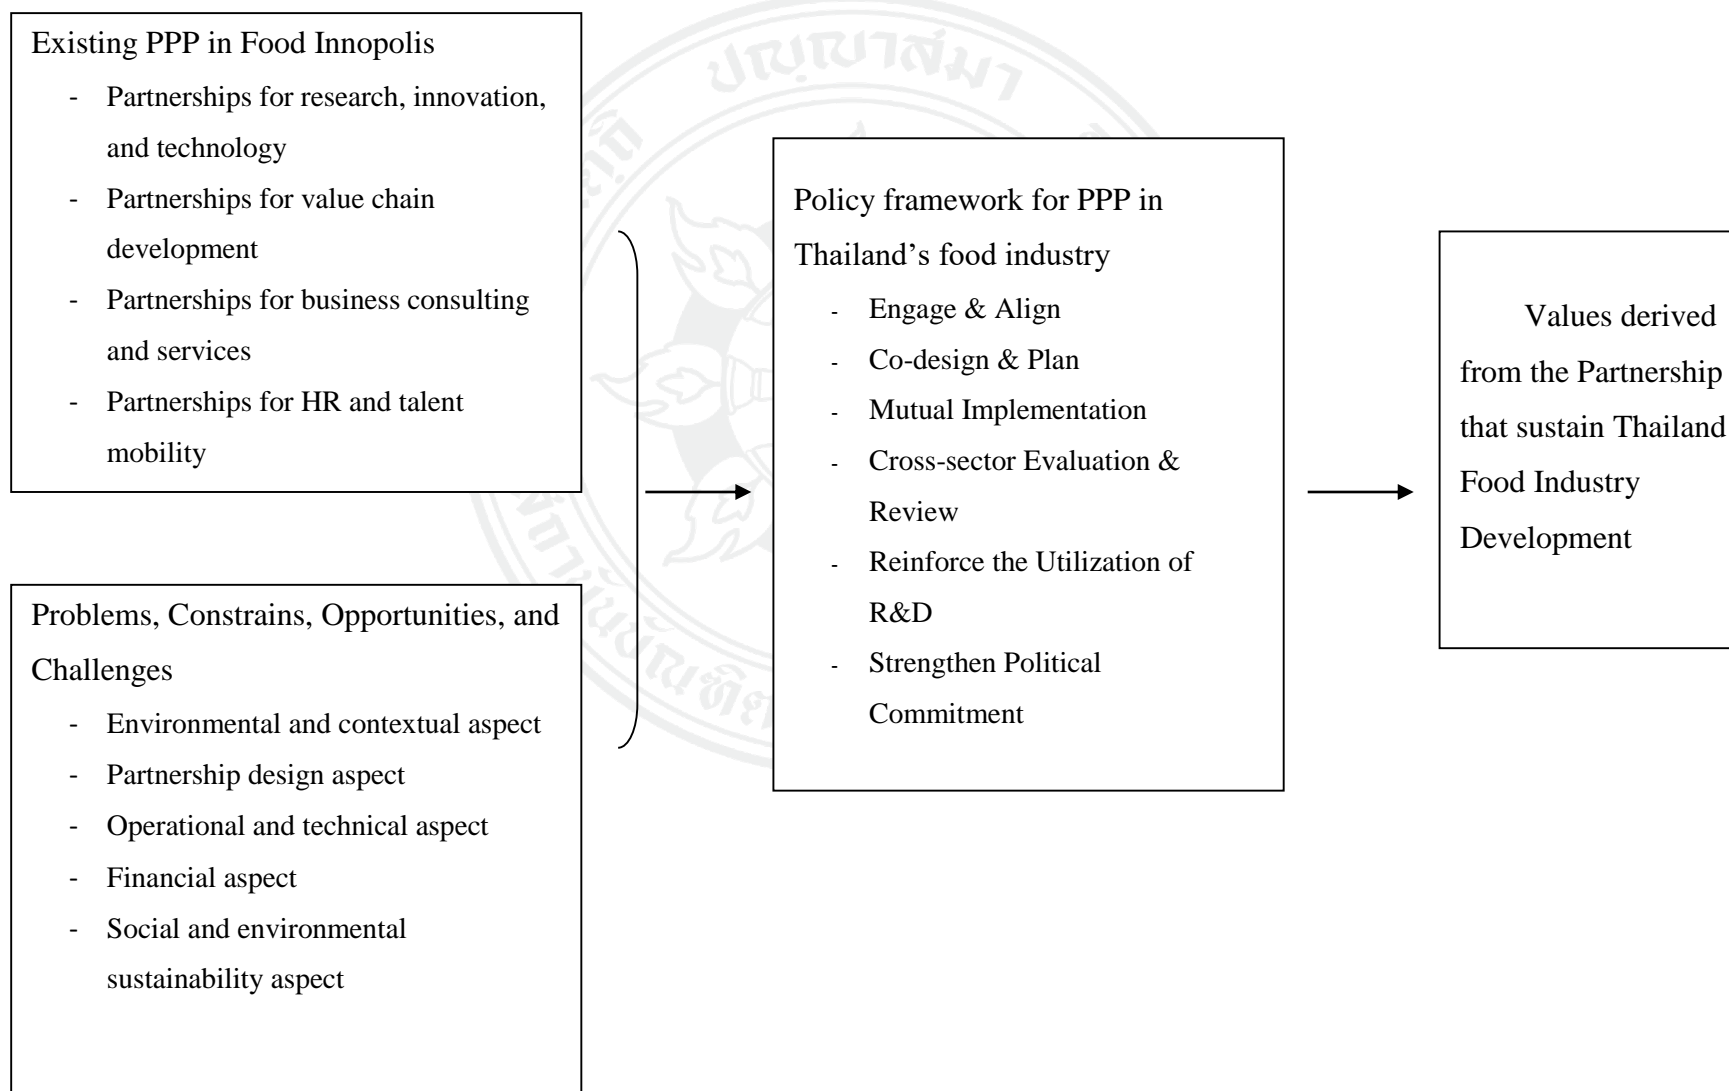 Existing PPP in Food Innopolis
- Partnerships for research, innovation,
and technology
- Partnerships for value chain
development
- Partnerships for business consulting
and services
- Partnerships for HR and talent
mobility
Problems, Constrains, Opportunities, and
Challenges
- Environmental and contextual aspect
- Partnership design aspect
- Operational and technical aspect
- Financial aspect
- Social and environmental
sustainability aspect
Policy framework for PPP in
Thailand’s food industry
- Engage & Align
- Co-design & Plan
- Mutual Implementation
- Cross-sector Evaluation &
Review
- Reinforce the Utilization of
R&D
- Strengthen Political
Commitment
Values derived
from the Partnership
that sustain Thailand
Food Industry
Development